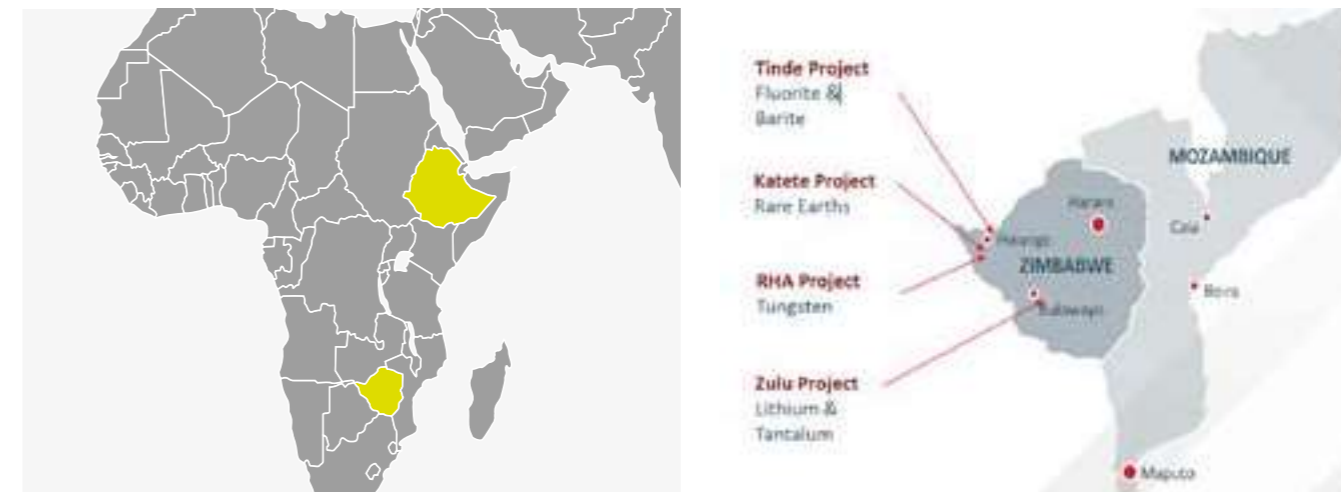 Tinde Project
Fluorite &
Barite
Katete Project
Rare Earths
RHA Project
Tungsten
Zulu Project
Lithium &
Tantalum
MOZAMBIQUE
Harare
Caia
ZIMBABWE
Beira
Maputo